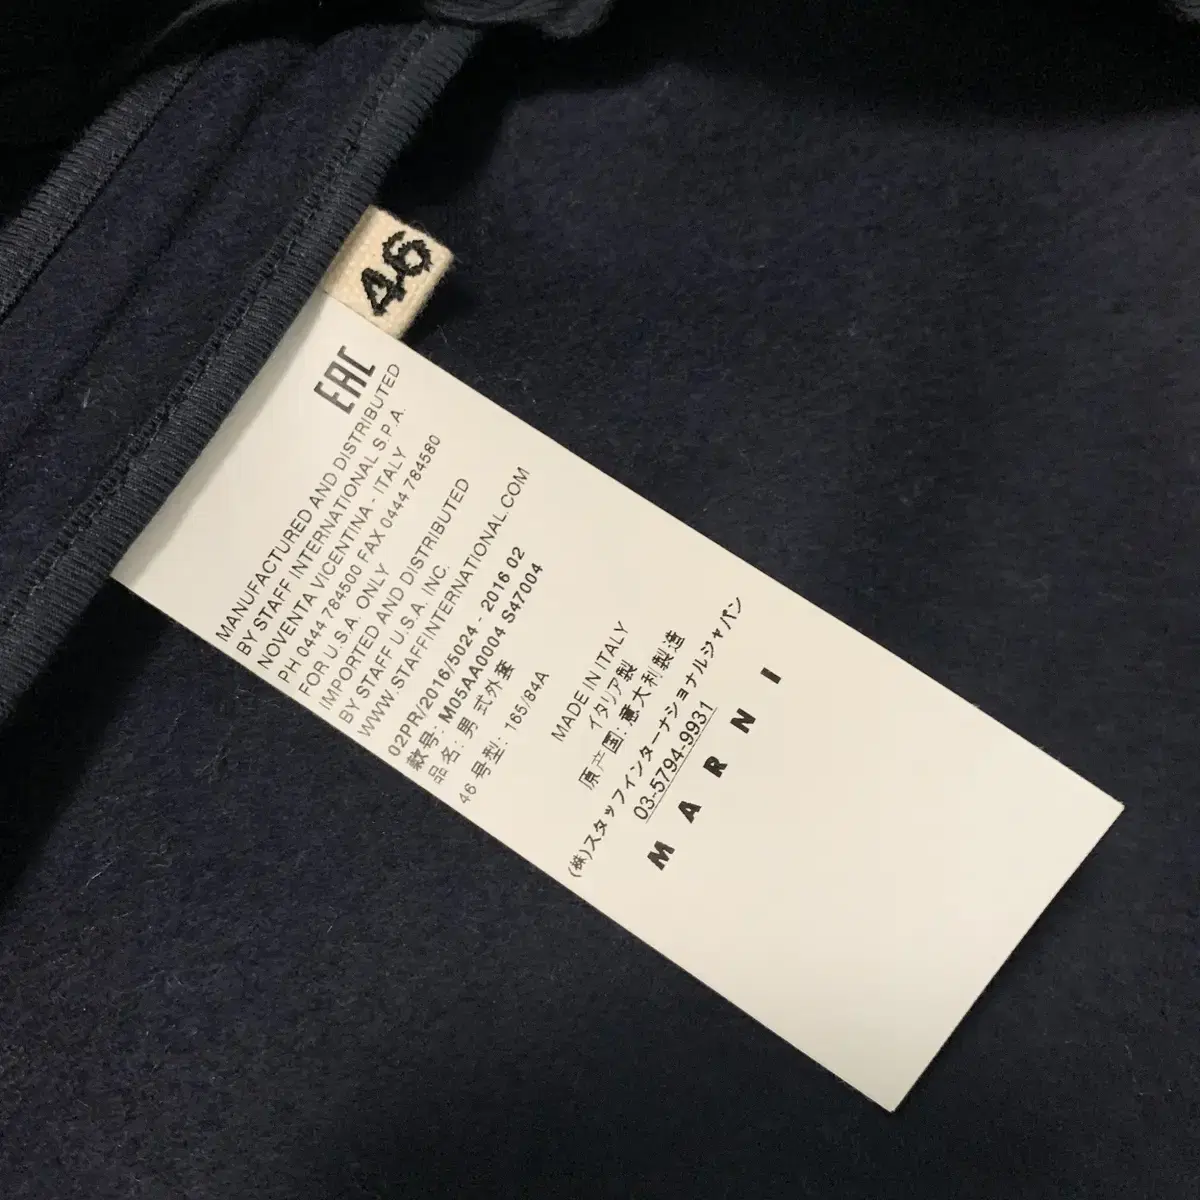 46
EAC
MANUFACTURED AND DISTRIBUTED
BY STAFF INTERNATIONAL S.P.A.
NOVENTA VICENTINA - ITALY
PH 0444 784500 FAX 0444 784580
FOR U.S.A. ONLY
IMPORTED AND DISTRIBUTED
BY STAFF U.S.A. INC.
WWW.STAFFINTERNATIONAL.COM
02PR/2016/5024 - 2016 02
款号: M05AA0004 S47004
品名: 男 式外套
46 号型: 165/84A
MADE IN ITALY
イタリア製
原产国: 意大利製造
(株)スタッフインターナショナルジャパン
03-5794-9931
MARNI